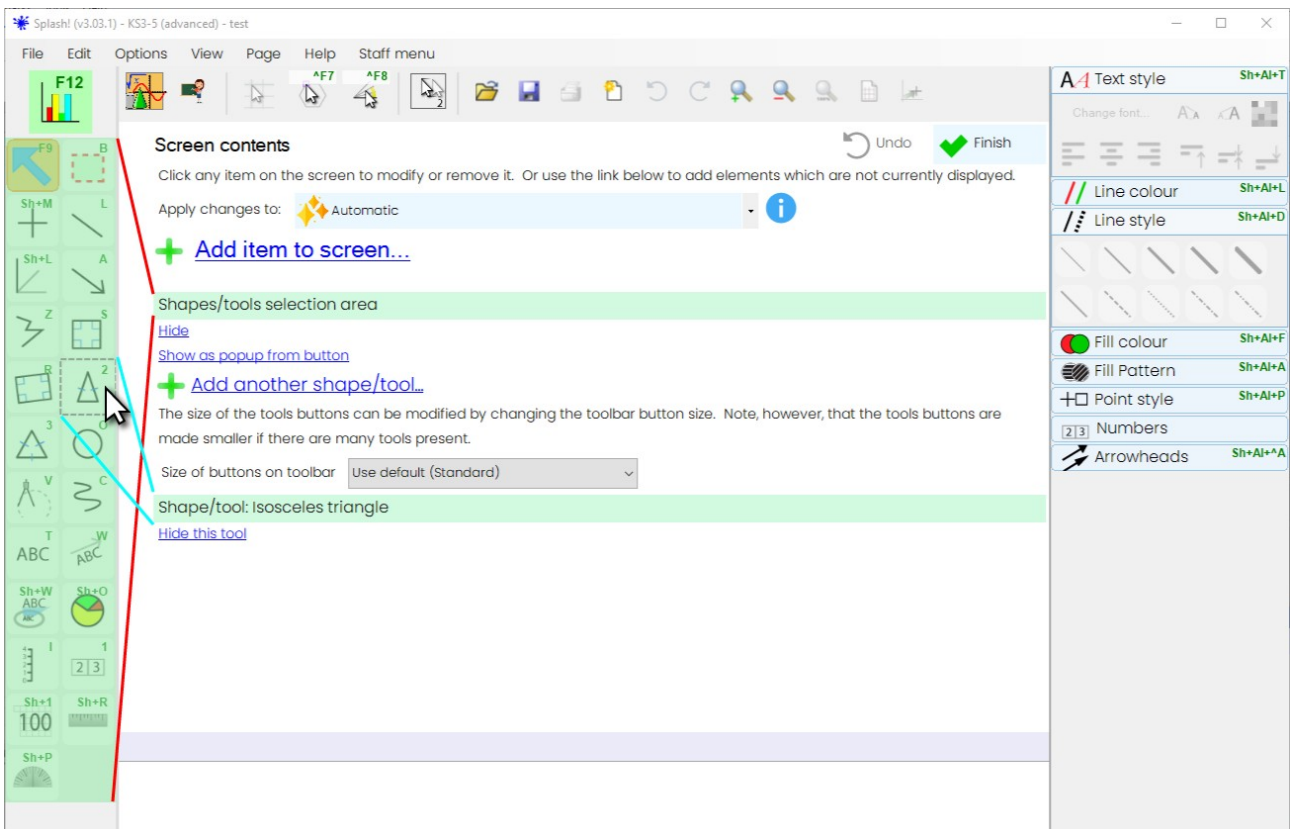 Splash! (v3.03.1) - KS3-5 (advanced) - test
File Edit Options View Page Help Staff menu
F12
^F7 ^F8
F9 B
Sh+M L
Sh+L A
Z S
R 2
3 O
V C
T W
ABC ABC
Sh+W Sh+O
ABC
ABC
I 1
2 3
Sh+1 Sh+R
100
Sh+P
Screen contents
Undo Finish
Click any item on the screen to modify or remove it. Or use the link below to add elements which are not currently displayed.
Apply changes to: Automatic
Add item to screen...
Shapes/tools selection area
Hide
Show as popup from button
Add another shape/tool...
The size of the tools buttons can be modified by changing the toolbar button size. Note, however, that the tools buttons are
made smaller if there are many tools present.
Size of buttons on toolbar Use default (Standard)
Shape/tool: Isosceles triangle
Hide this tool
AA Text style Sh+Al+T
Change font... AA AA
Line colour Sh+Al+L
Line style Sh+Al+D
Fill colour Sh+Al+F
Fill Pattern Sh+Al+A
Point style Sh+Al+P
2 3 Numbers
Arrowheads Sh+Al+^A